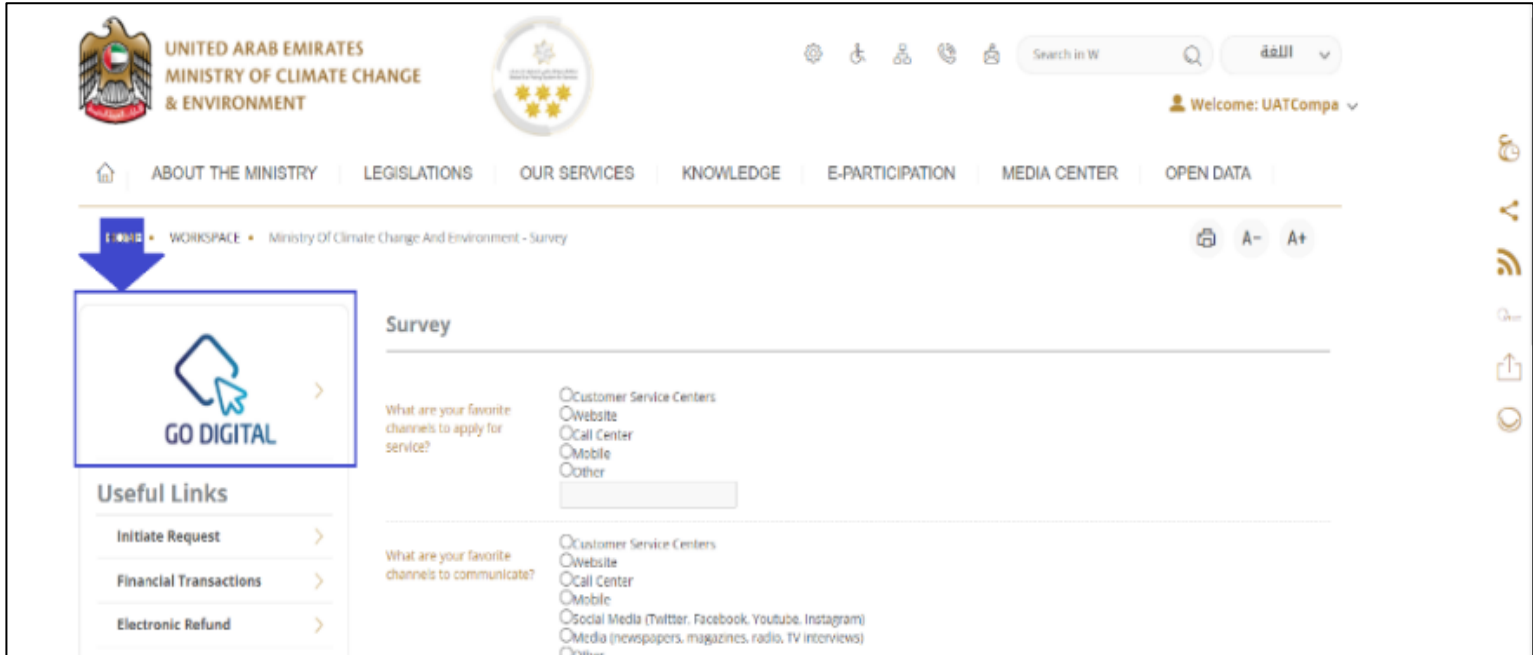 UNITED ARAB EMIRATES
MINISTRY OF CLIMATE CHANGE
& ENVIRONMENT
Search in W
اللغة
Welcome: UATCompa
ABOUT THE MINISTRY
LEGISLATIONS
OUR SERVICES
KNOWLEDGE
E-PARTICIPATION
MEDIA CENTER
OPEN DATA
WORKSPACE • Ministry Of Climate Change And Environment - Survey
A-
A+
GO DIGITAL
Useful Links
Initiate Request
Financial Transactions
Electronic Refund
Survey
What are your favorite
channels to apply for
service?
Customer Service Centers
Website
Call Center
Mobile
Other
What are your favorite
channels to communicate?
Customer Service Centers
Website
Call Center
Mobile
Social Media (Twitter, Facebook, Youtube, Instagram)
Media (newspapers, magazines, radio, TV interviews)
Other